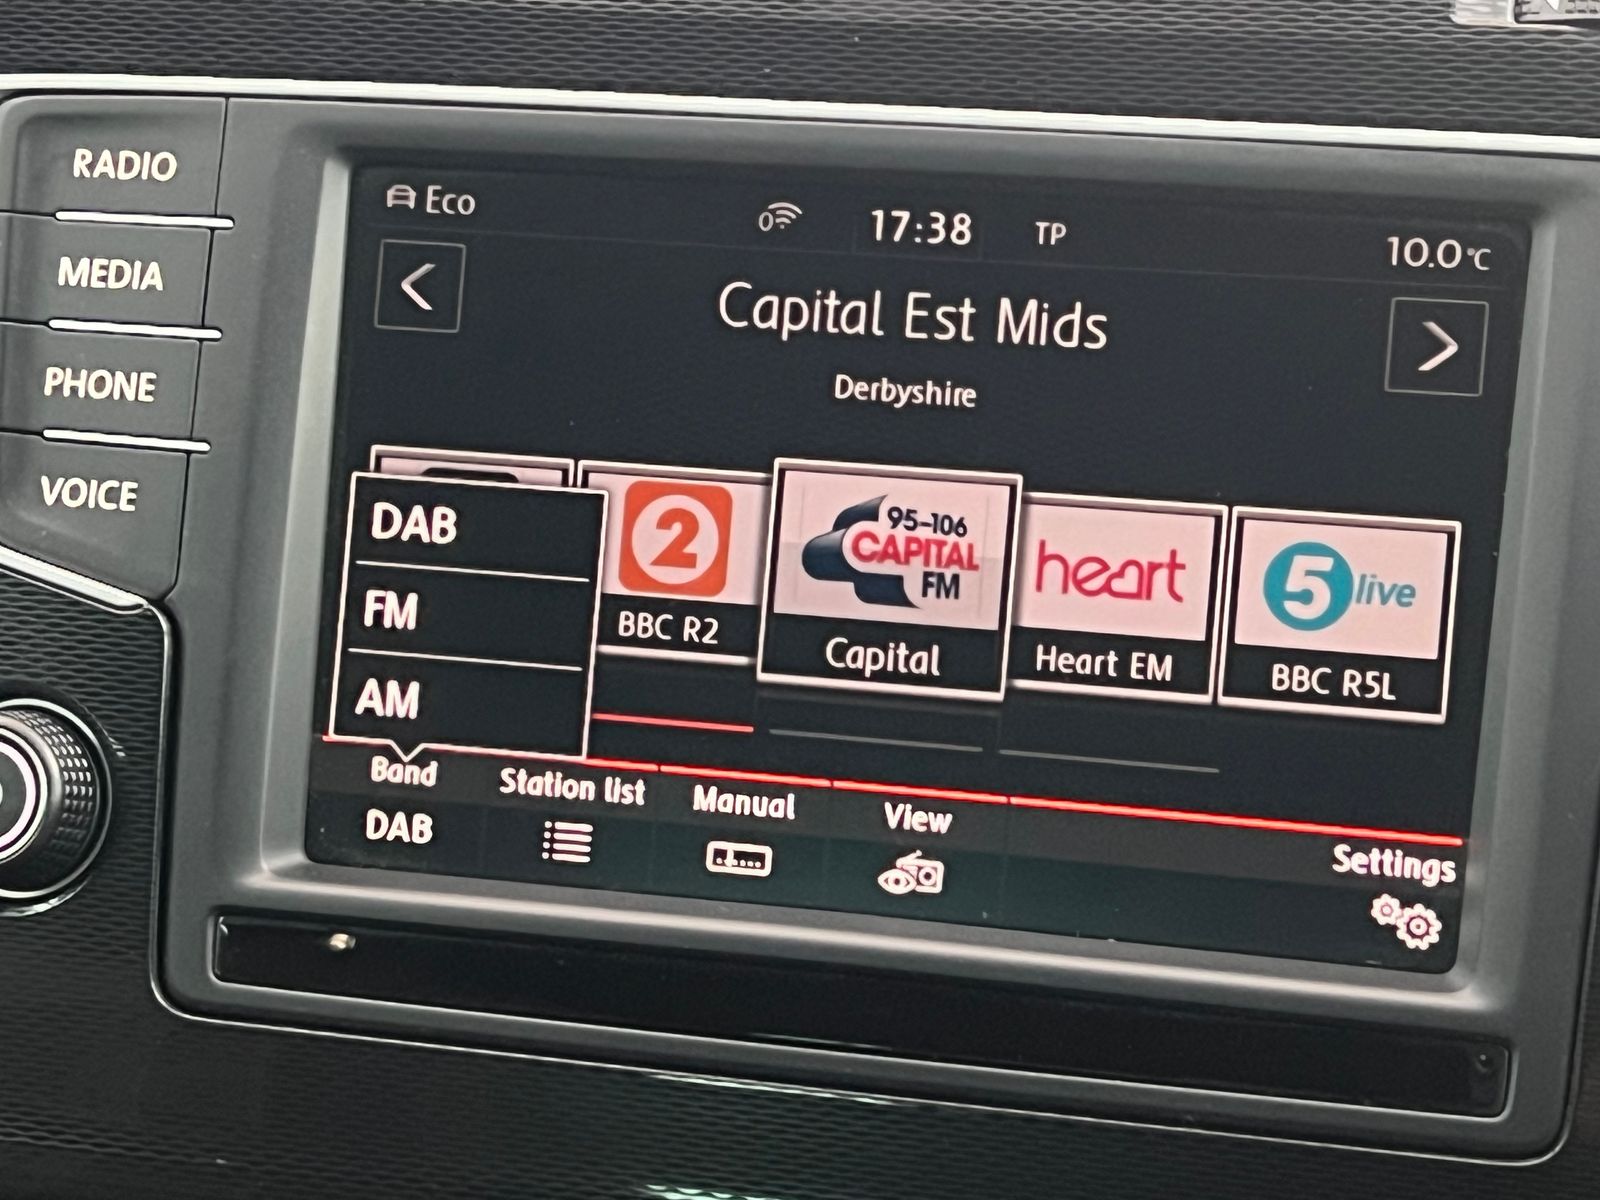 RADIO
MEDIA
PHONE
VOICE
Eco
0
17:38
TP
10.0°C
Capital Est Mids
Derbyshire
DAB
FM
AM
2
BBC R2
95-106
CAPITAL
FM
Capital
heart
Heart EM
5 live
BBC R5L
Band
DAB
Station list
Manual
View
Settings